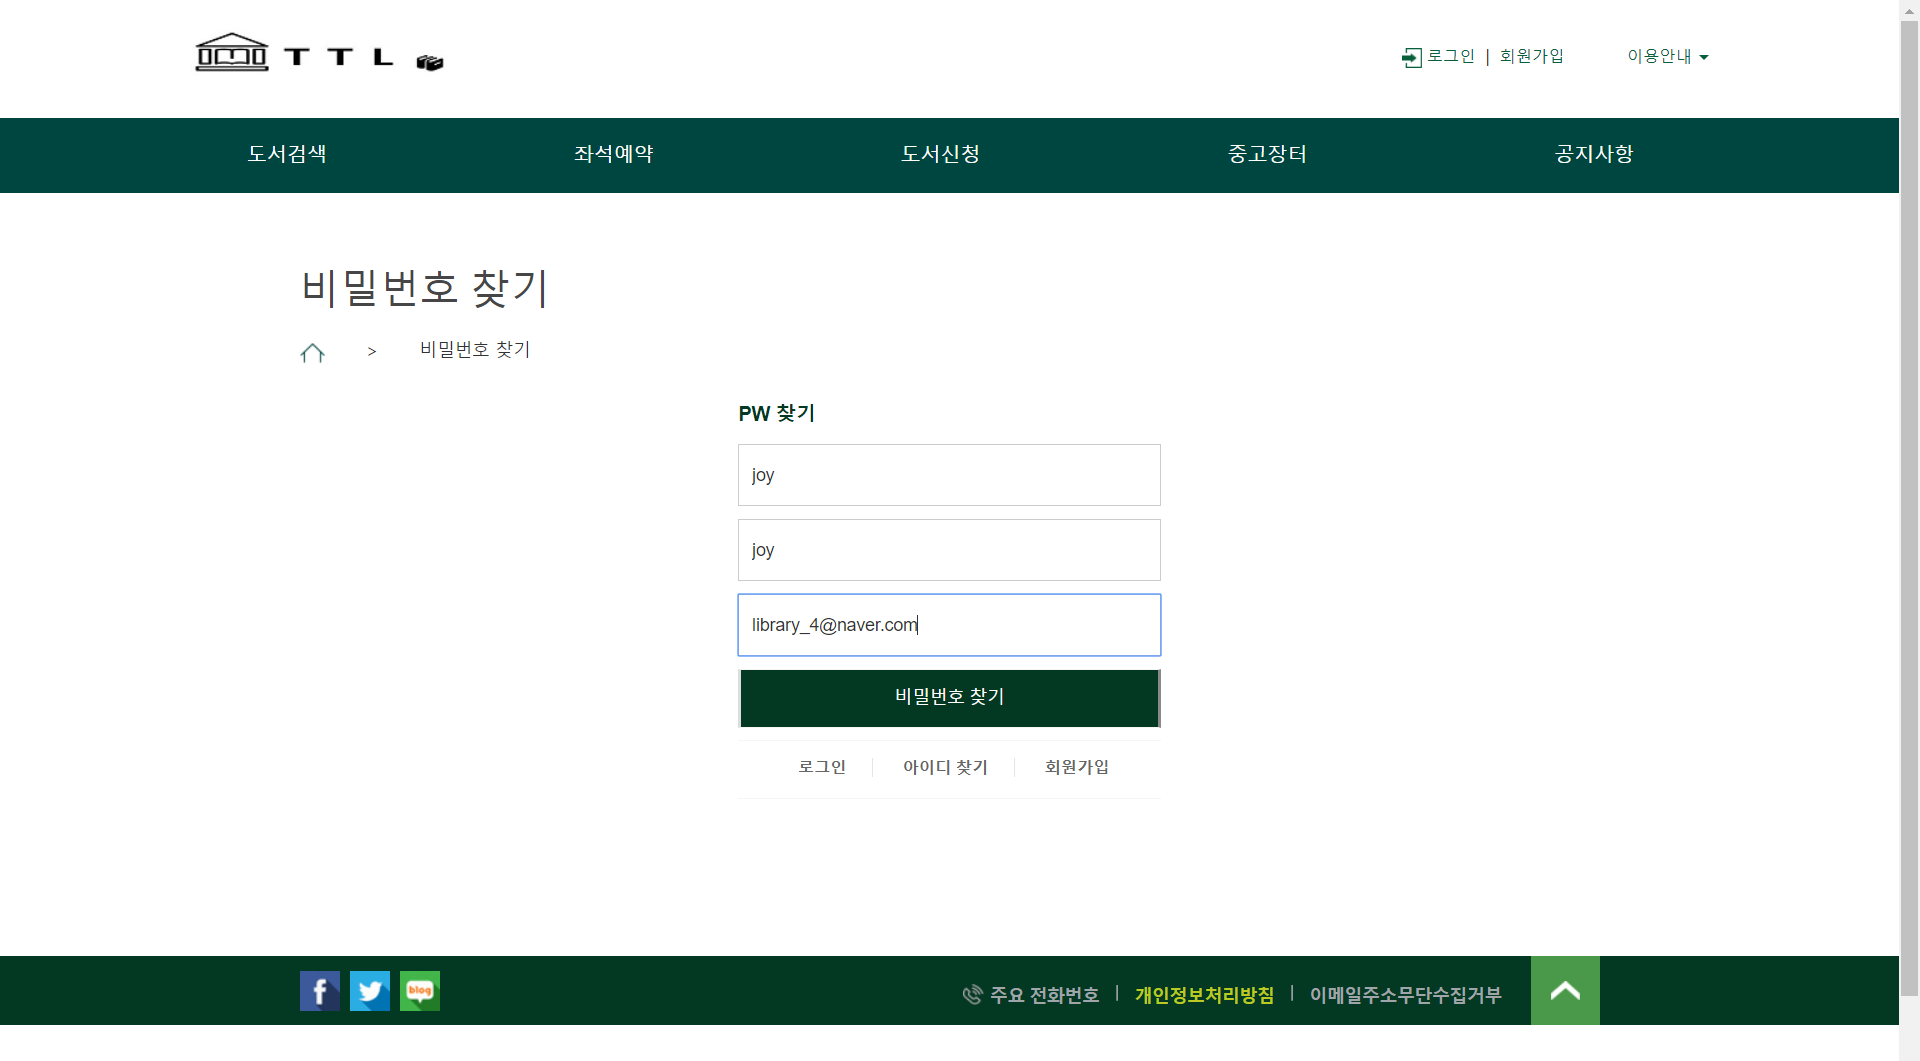 TTL
로그인 | 회원가입 이용안내
도서검색 좌석예약 도서신청 중고장터 공지사항
비밀번호 찾기
> 비밀번호 찾기
PW 찾기
joy
joy
library_4@naver.com
비밀번호 찾기
로그인 아이디 찾기 회원가입
f blog 주요 전화번호 | 개인정보처리방침 | 이메일주소무단수집거부